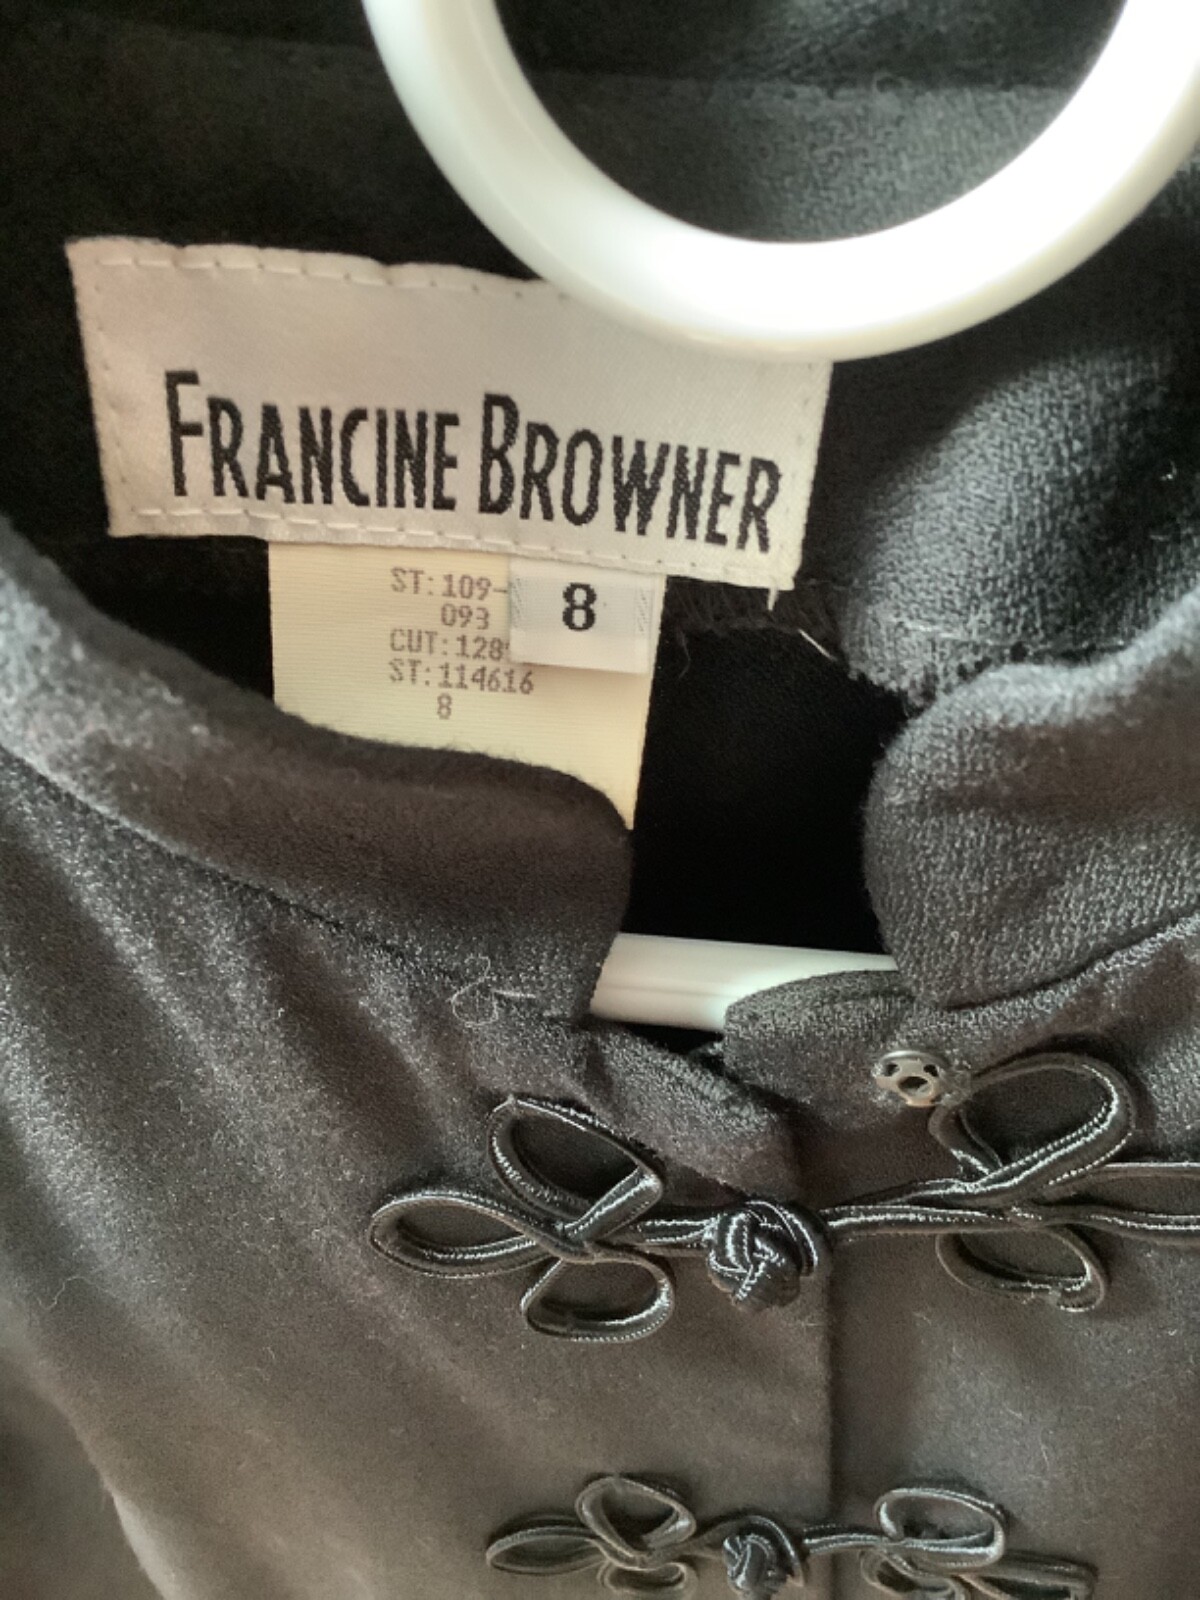 FRANCINE BROWNER
8
ST: 109-
093
CUT: 128
ST: 114616
8